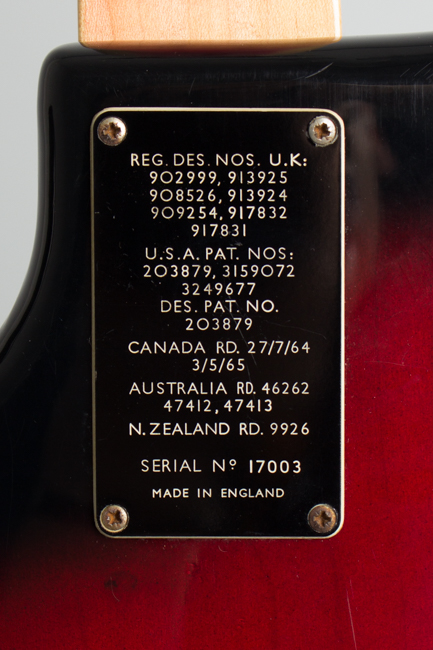 REG. DES. NOS. U.K:
902999, 913925
908526, 913924
909254, 917832
917831
U.S.A. PAT. NOS:
203879, 3159072
3249677
DES. PAT. NO.
203879
CANADA RD. 27/7/64
3/5/65
AUSTRALIA RD. 46262
47412, 47413
N. ZEALAND RD. 9926
SERIAL Nº 17003
MADE IN ENGLAND